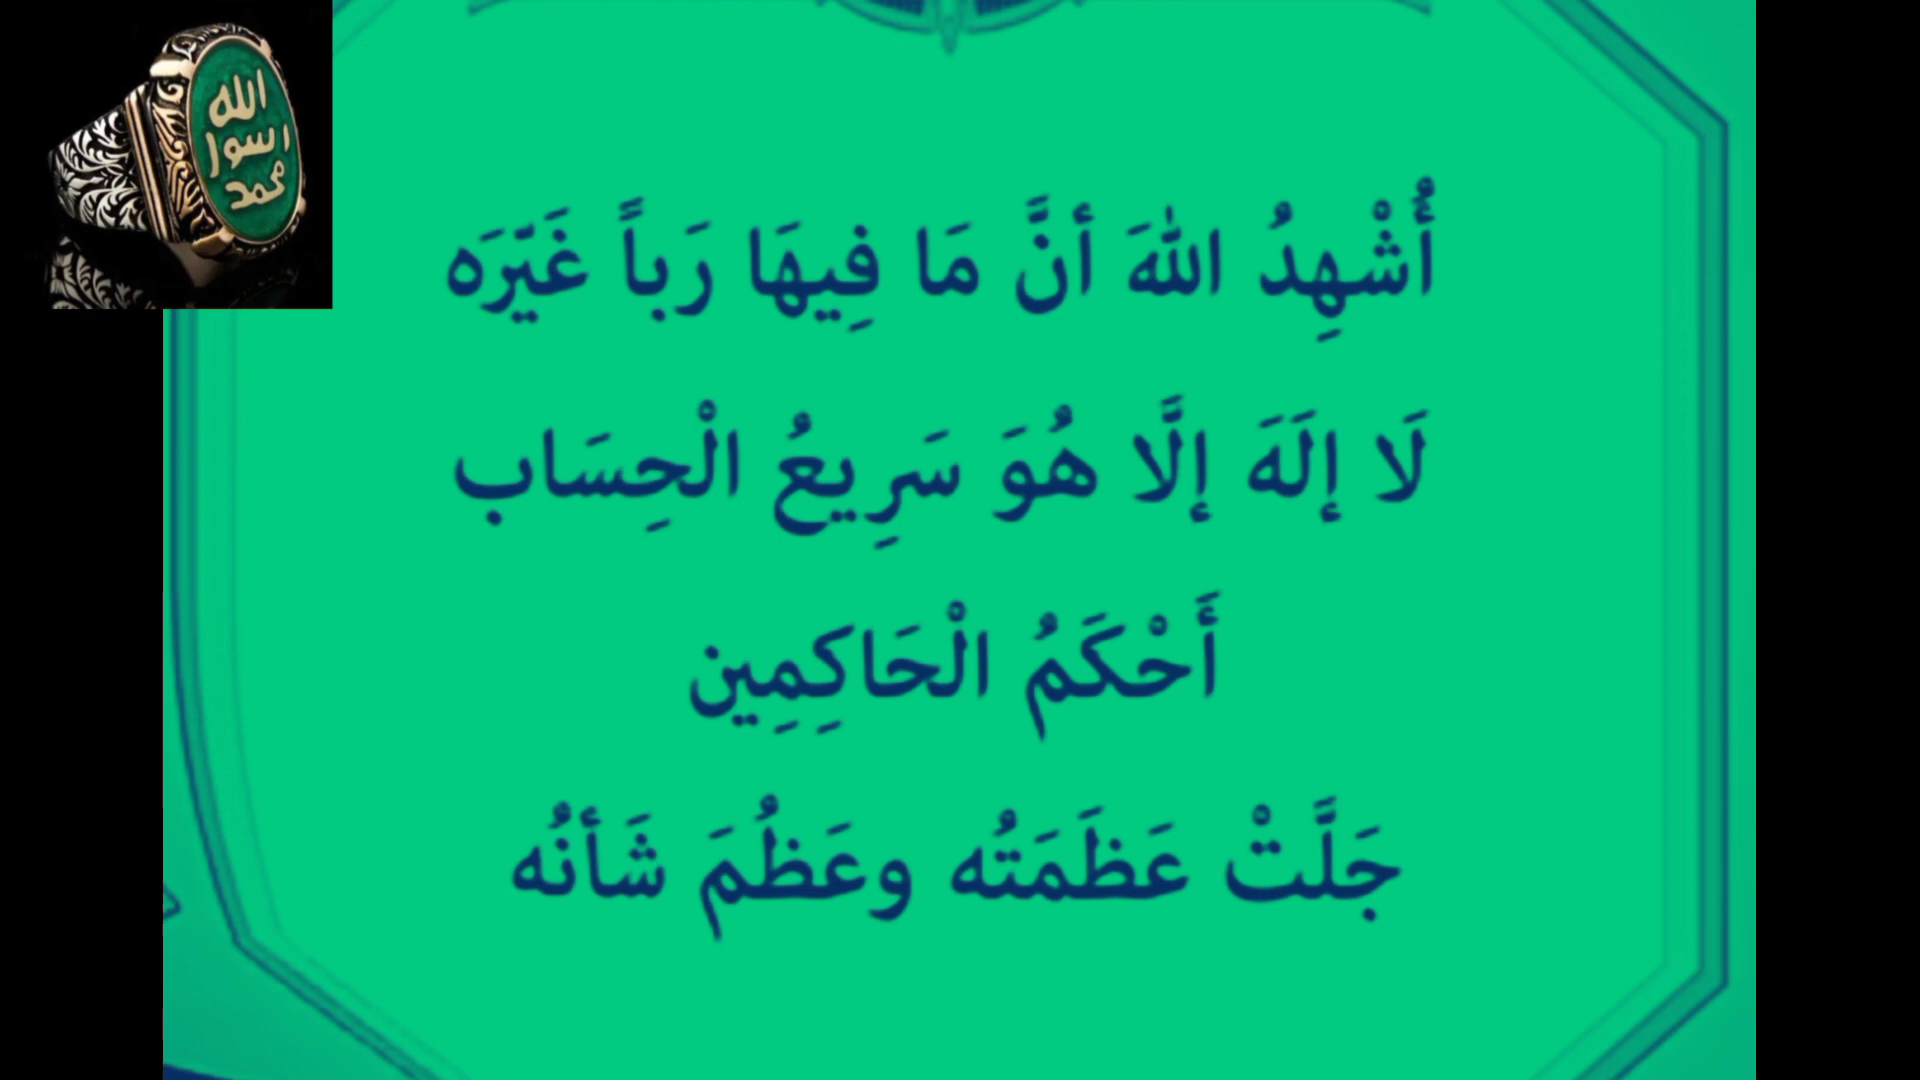 الله
رسول
محمد
أُشْهِدُ اللهَ أنَّ مَا فِيهَا رَباً غَيّرَه
لَا إلَهَ إلَّا هُوَ سَرِيعُ الْحِسَاب
أَحْكَمُ الْحَاكِمِين
جَلَّتْ عَظَمَتُه وعَظُمَ شَأنُه